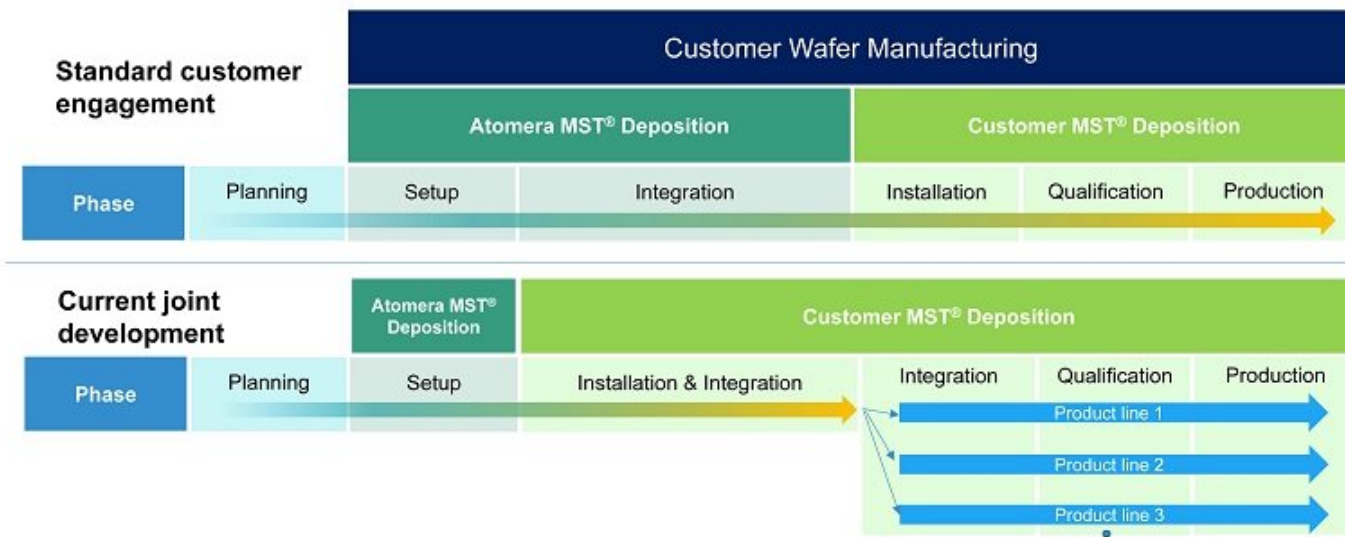 Standard customer
engagement
Customer Wafer Manufacturing
Atomera MST® Deposition
Customer MST® Deposition
Phase
Planning
Setup
Integration
Installation
Qualification
Production
Current joint
development
Atomera MST®
Deposition
Customer MST® Deposition
Phase
Planning
Setup
Installation & Integration
Integration
Qualification
Production
Product line 1
Product line 2
Product line 3